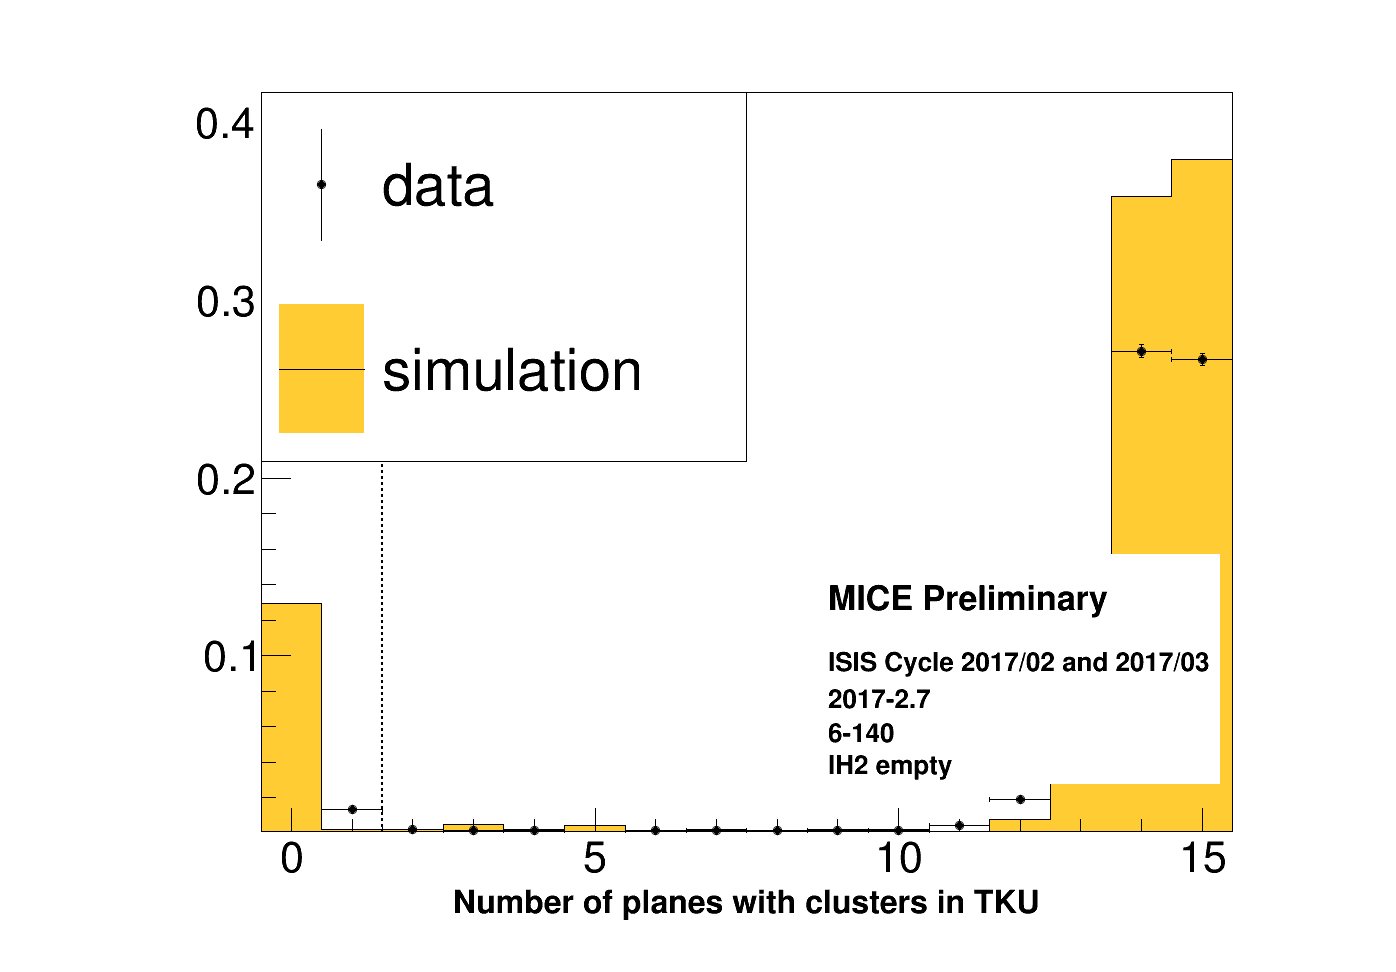 0.4
data
0.3
simulation
0.2
MICE Preliminary
0.1
ISIS Cycle 2017/02 and 2017/03
2017-2.7
6-140
IH2 empty
0 5 10 15
Number of planes with clusters in TKU